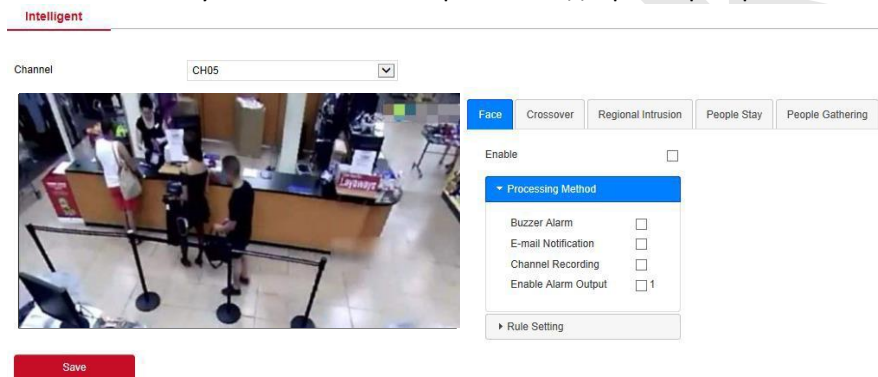 Intelligent
Channel CH05
Face Crossover Regional Intrusion People Stay People Gathering
Enable
Processing Method
Buzzer Alarm
E-mail Notification
Channel Recording
Enable Alarm Output 1
Rule Setting
Save